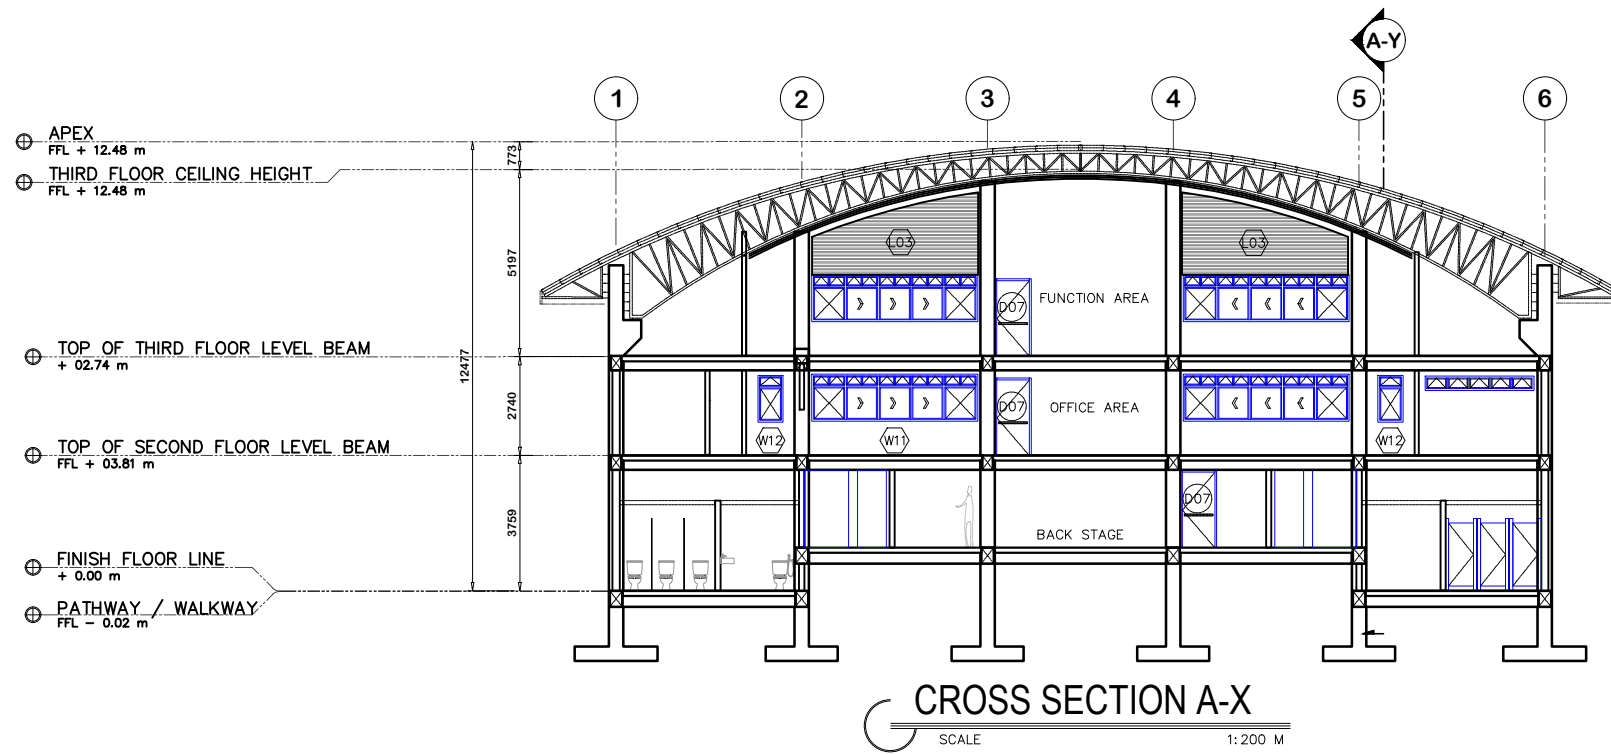 A-Y
1
2
3
4
5
6
APEX
FFL + 12.48 m
THIRD FLOOR CEILING HEIGHT
FFL + 12.48 m
773
5197
12477
2740
3759
L03
L03
D07
FUNCTION AREA
TOP OF THIRD FLOOR LEVEL BEAM
+ 02.74 m
D07
OFFICE AREA
W12
W11
W12
TOP OF SECOND FLOOR LEVEL BEAM
FFL + 03.81 m
D07
BACK STAGE
FINISH FLOOR LINE
+ 0.00 m
PATHWAY / WALKWAY
FFL - 0.02 m
CROSS SECTION A-X
SCALE 1:200 M